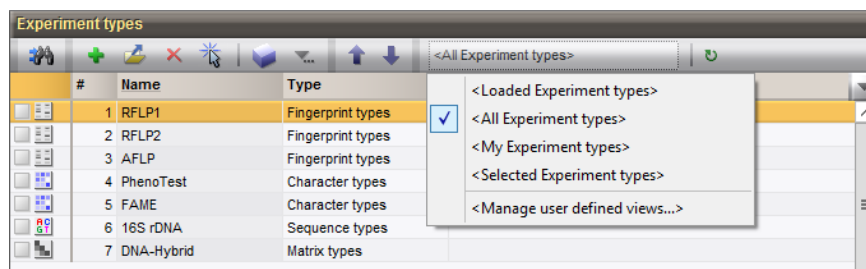 Experiment types
<All Experiment types>
# Name Type
<Loaded Experiment types>
1 RFLP1 Fingerprint types
<All Experiment types>
2 RFLP2 Fingerprint types
3 AFLP Fingerprint types
<My Experiment types>
4 PhenoTest Character types
<Selected Experiment types>
5 FAME Character types
<Manage user defined views...>
6 16S rDNA Sequence types
7 DNA-Hybrid Matrix types